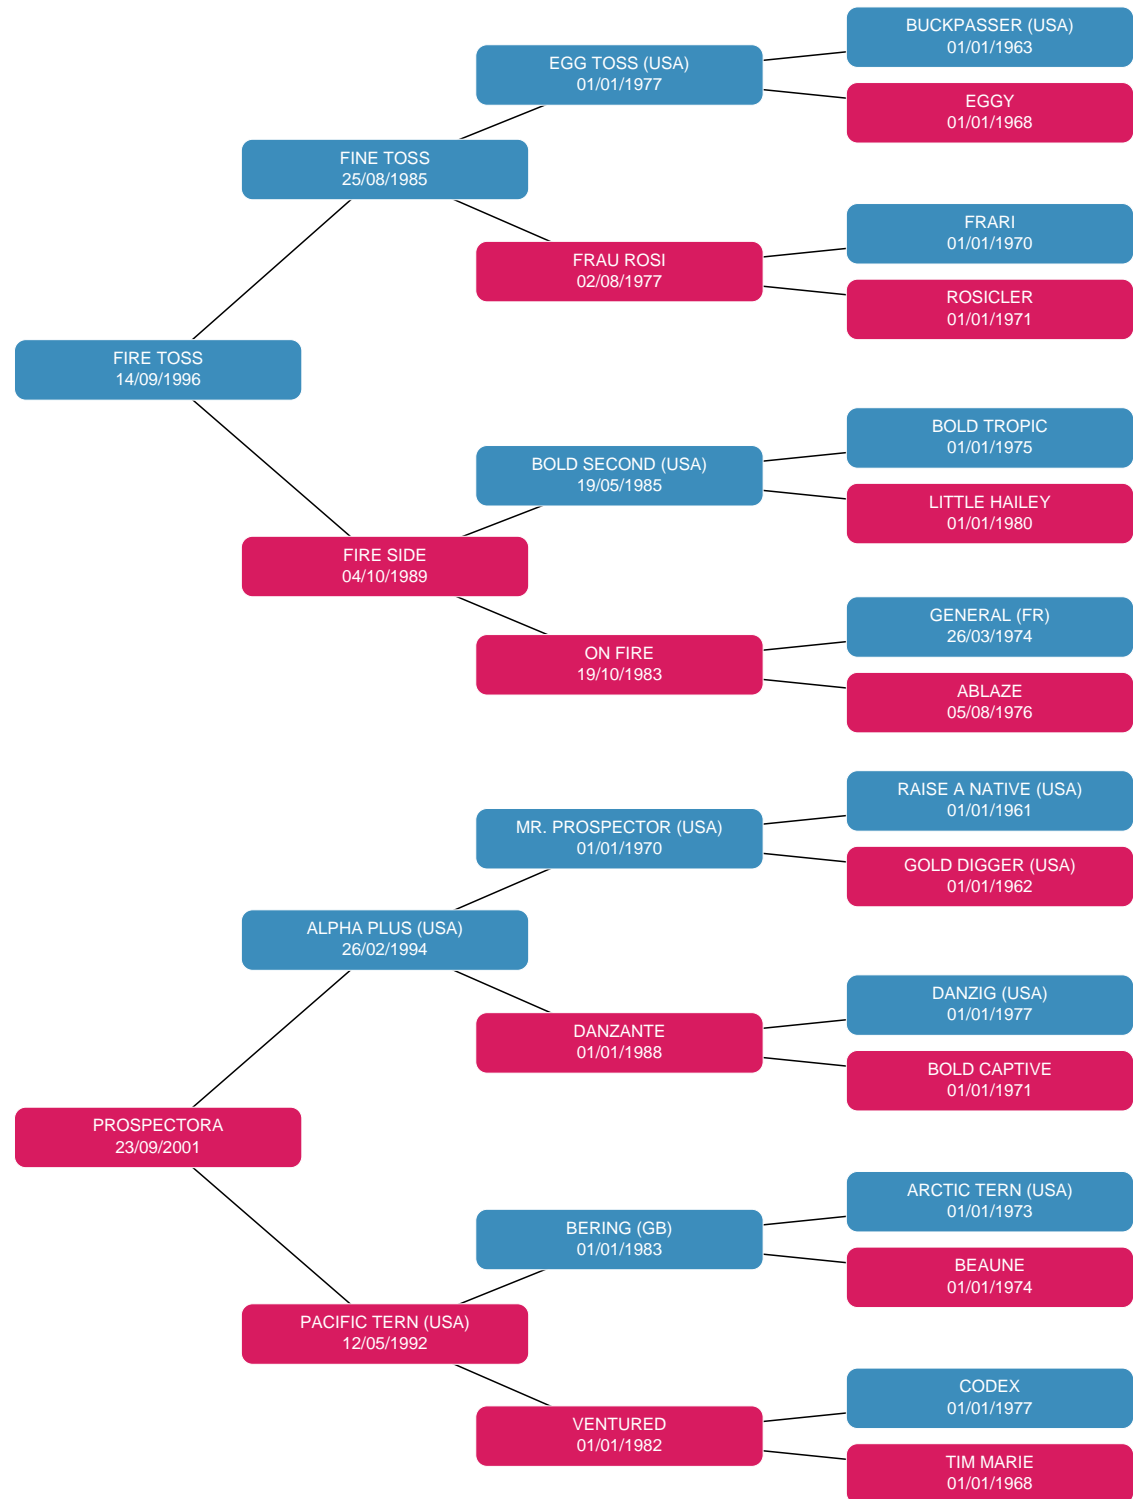 BUCKPASSER (USA)
01/01/1963
EGG TOSS (USA)
01/01/1977
EGGY
01/01/1968
FINE TOSS
25/08/1985
FRARI
01/01/1970
FRAU ROSI
02/08/1977
ROSICLER
01/01/1971
FIRE TOSS
14/09/1996
BOLD TROPIC
01/01/1975
BOLD SECOND (USA)
19/05/1985
LITTLE HAILEY
01/01/1980
FIRE SIDE
04/10/1989
GENERAL (FR)
26/03/1974
ON FIRE
19/10/1983
ABLAZE
05/08/1976
RAISE A NATIVE (USA)
01/01/1961
MR. PROSPECTOR (USA)
01/01/1970
GOLD DIGGER (USA)
01/01/1962
ALPHA PLUS (USA)
26/02/1994
DANZIG (USA)
01/01/1977
DANZANTE
01/01/1988
BOLD CAPTIVE
01/01/1971
PROSPECTORA
23/09/2001
ARCTIC TERN (USA)
01/01/1973
BERING (GB)
01/01/1983
BEAUNE
01/01/1974
PACIFIC TERN (USA)
12/05/1992
CODEX
01/01/1977
VENTURED
01/01/1982
TIM MARIE
01/01/1968